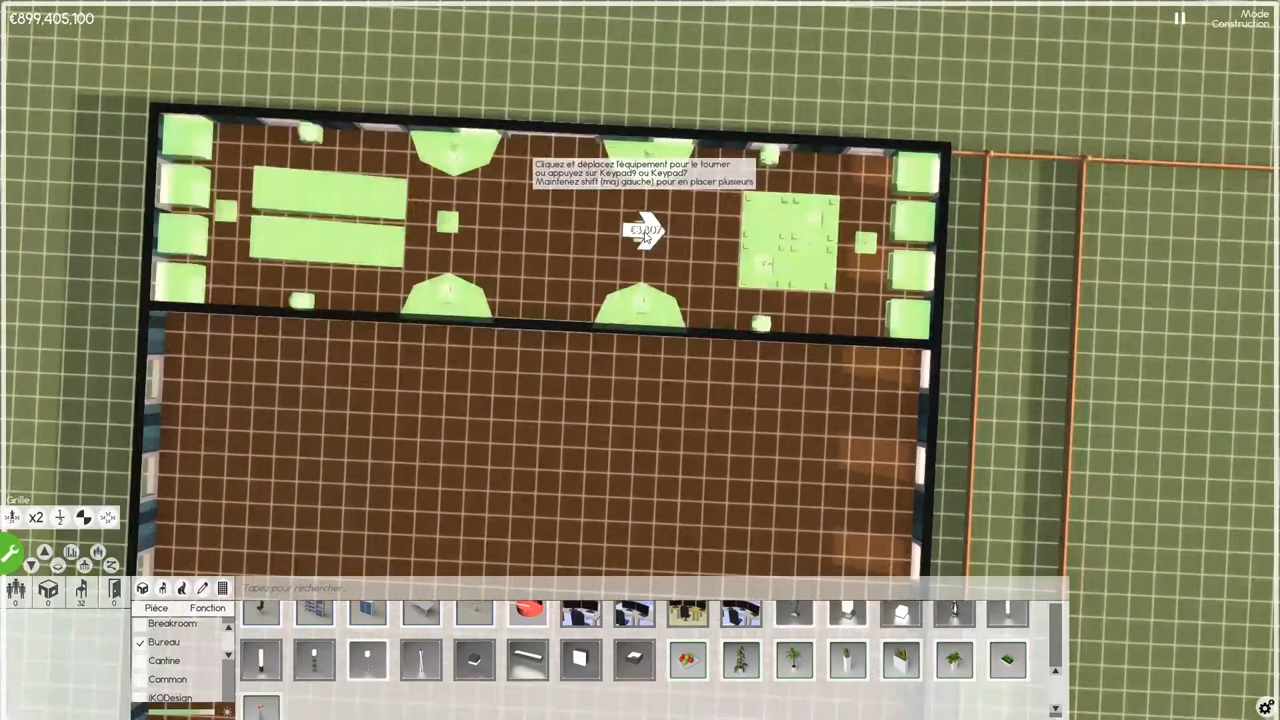 €899,405,100
Mode
Construction
Cliquez et déplacez l'équipement pour le tourner
ou appuyez sur Keypad9 ou Keypad7
Maintenez shift (maj gauche) pour en placer plusieurs
Grille
x2
1/2
0
0
32
0
Tapez pour rechercher...
Pièce
Fonction
Breakroom
Bureau
Cantine
Common
iKODesign